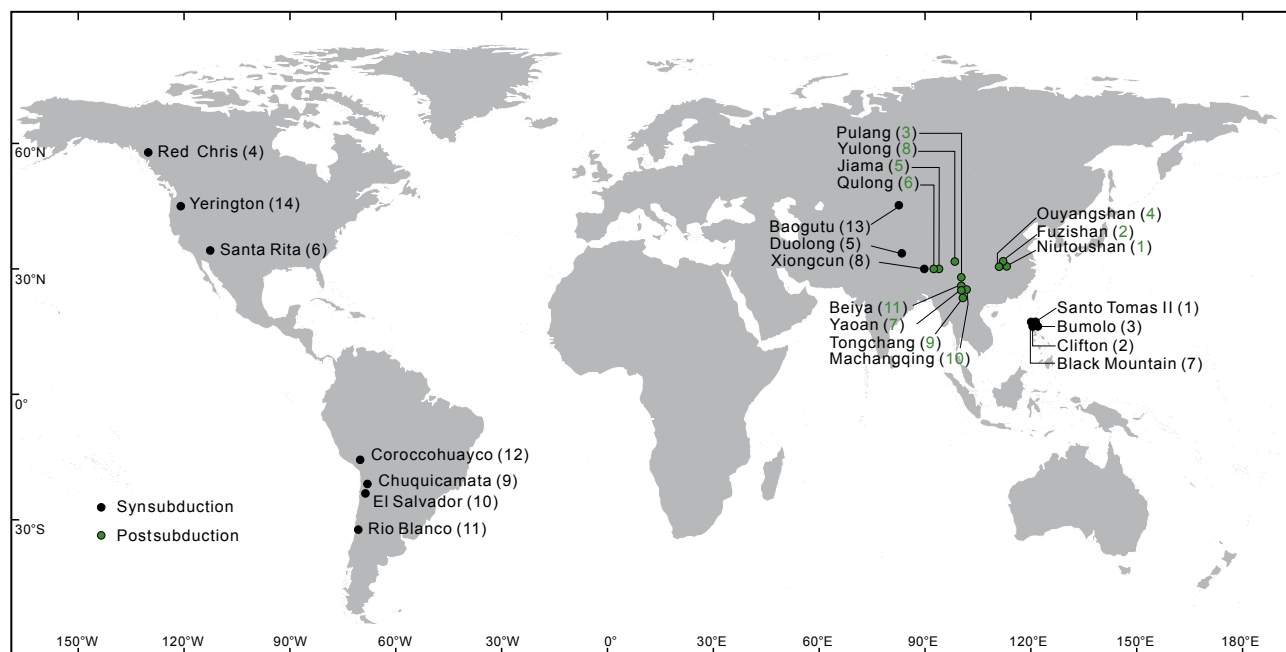 Pulang (3)
Yulong (8)
Jiama (5)
Qulong (6)
60°N
Red Chris (4)
Yerington (14)
Santa Rita (6)
Baogutu (13)
Duolong (5)
Xiongcun (8)
Ouyangshan (4)
Fuzishan (2)
Niutoushan (1)
30°N
Beiya (11)
Yaoan (7)
Tongchang (9)
Machangqing (10)
Santo Tomas II (1)
Bumolo (3)
Clifton (2)
Black Mountain (7)
0°
Coroccohuayco (12)
Chuquicamata (9)
El Salvador (10)
Rio Blanco (11)
Synsubduction
Postsubduction
30°S
150°W 120°W 90°W 60°W 30°W 0° 30°E 60°E 90°E 120°E 150°E 180°E